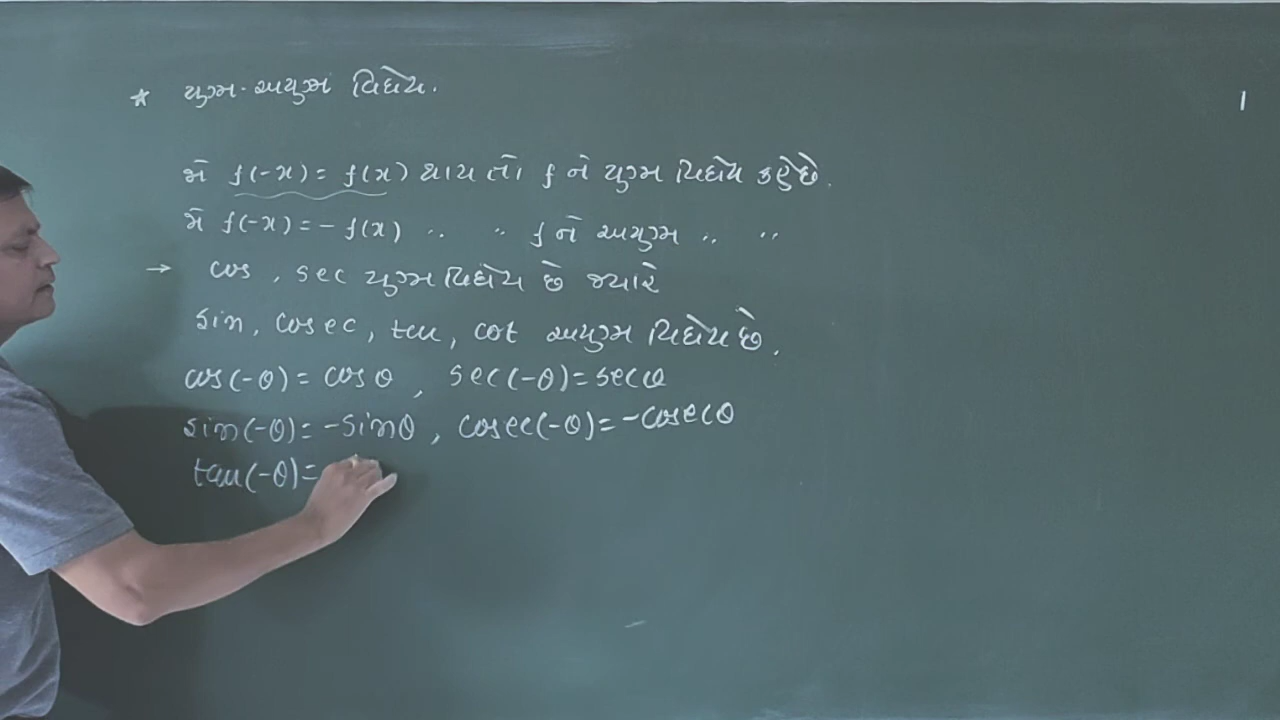 * યુગ્મ-અયુગ્મ વિધેય.
1
જો f(-x) = f(x) થાય તો f ને યુગ્મ વિધેય કહે છે.
જો f(-x) = - f(x) " " f ને અયુગ્મ " "
→ cos , sec યુગ્મ વિધેય છે જ્યારે
sin, cosec, tan, cot અયુગ્મ વિધેય છે.
cos(-θ) = cosθ , sec(-θ) = secθ
sin(-θ) = -sinθ , cosec(-θ) = -cosecθ
tan(-θ) =